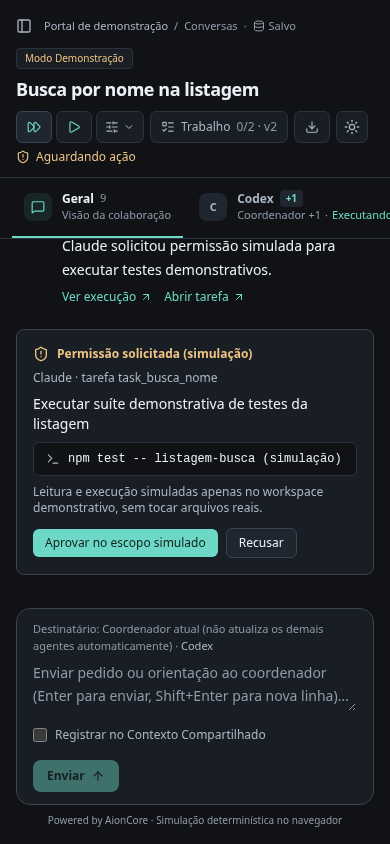 Portal de demonstração / Conversas · Salvo
Modo Demonstração
Busca por nome na listagem
Trabalho 0/2 · v2
Aguardando ação
Geral 9
Visão da colaboração
C
Codex +1
Coordenador +1 · Executando
Claude solicitou permissão simulada para
executar testes demonstrativos.
Ver execução ↗ Abrir tarefa ↗
Permissão solicitada (simulação)
Claude · tarefa task_busca_nome
Executar suíte demonstrativa de testes da
listagem
npm test -- listagem-busca (simulação)
Leitura e execução simuladas apenas no workspace
demonstrativo, sem tocar arquivos reais.
Aprovar no escopo simulado Recusar
Destinatário: Coordenador atual (não atualiza os demais
agentes automaticamente) · Codex
Enviar pedido ou orientação ao coordenador
(Enter para enviar, Shift+Enter para nova linha)...
Registrar no Contexto Compartilhado
Enviar ↑
Powered by AionCore · Simulação determinística no navegador